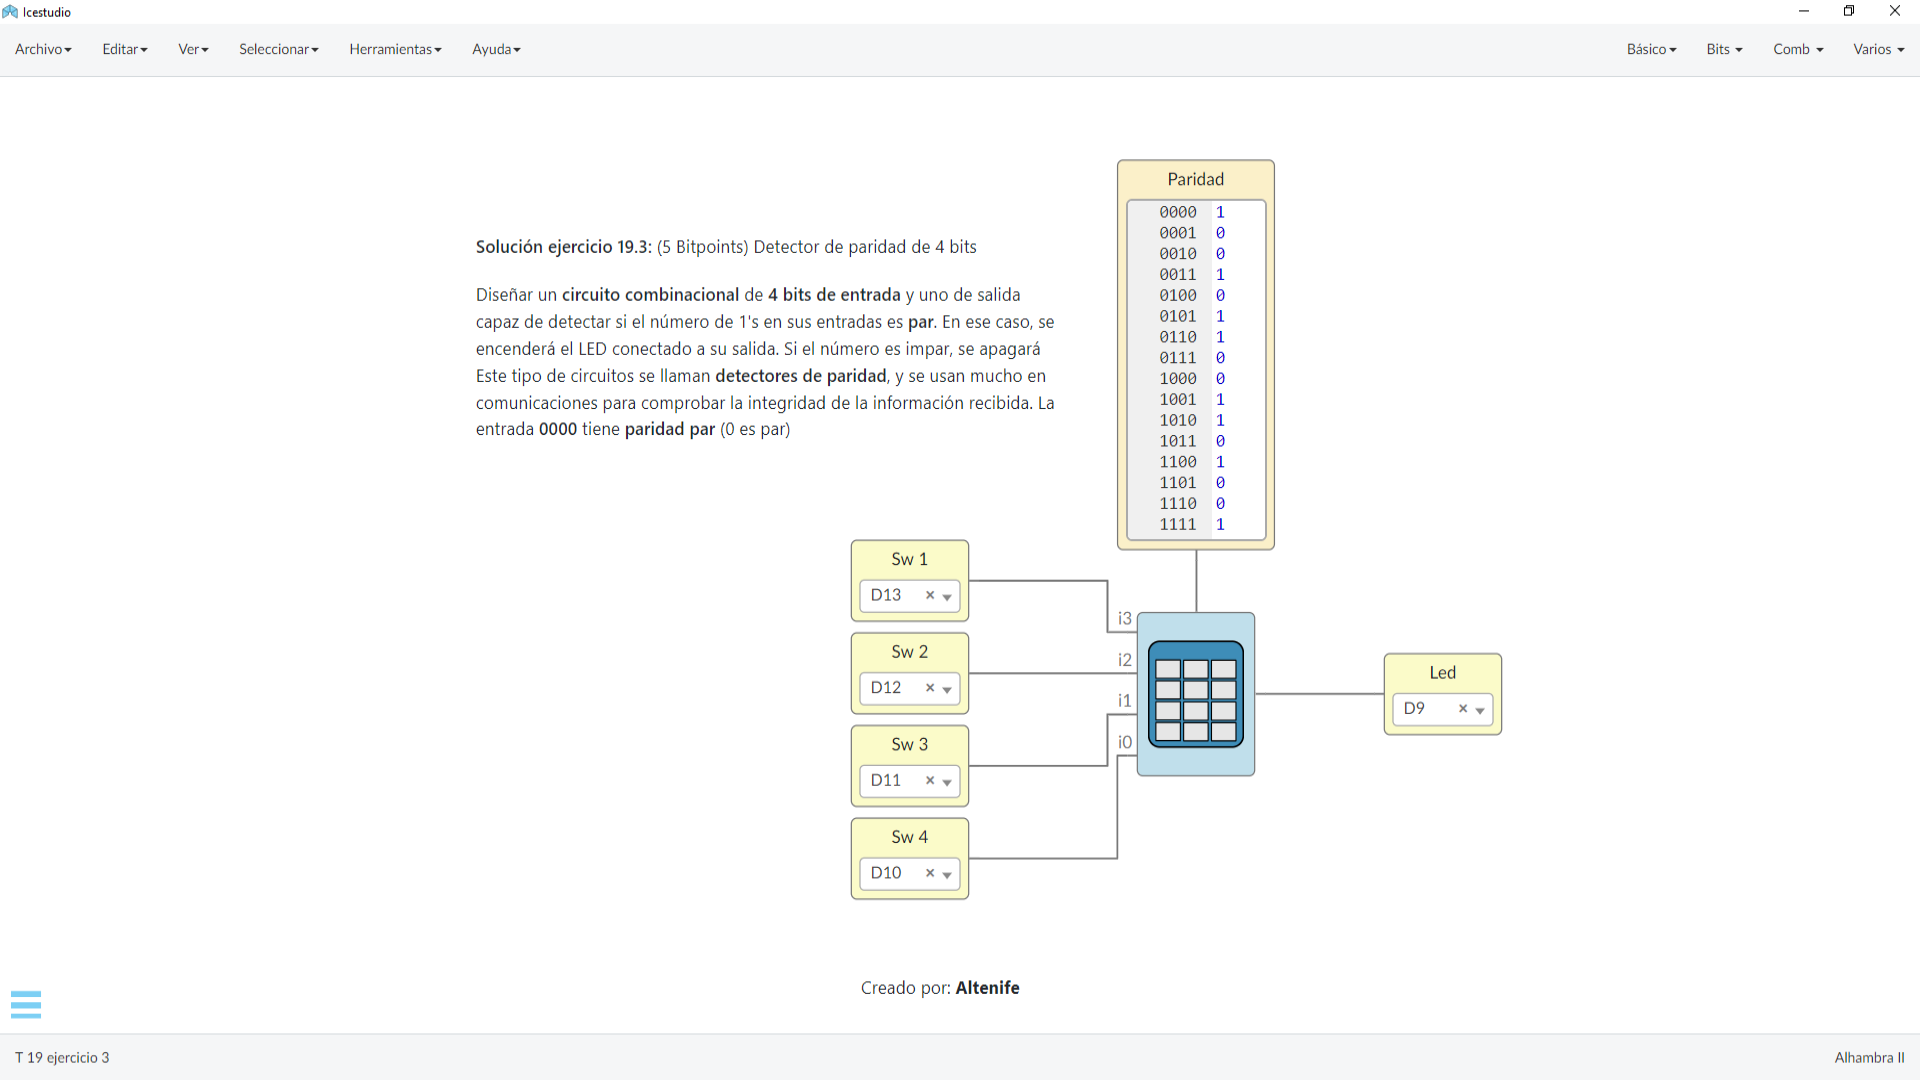 Icestudio
Archivo Editar Ver Seleccionar Herramientas Ayuda Básico Bits Comb Varios
Paridad
0000 1
0001 0
0010 0
0011 1
0100 0
0101 1
0110 1
0111 0
1000 0
1001 1
1010 1
1011 0
1100 1
1101 0
1110 0
1111 1
Solución ejercicio 19.3: (5 Bitpoints) Detector de paridad de 4 bits
Diseñar un circuito combinacional de 4 bits de entrada y uno de salida
capaz de detectar si el número de 1's en sus entradas es par. En ese caso, se
encenderá el LED conectado a su salida. Si el número es impar, se apagará
Este tipo de circuitos se llaman detectores de paridad, y se usan mucho en
comunicaciones para comprobar la integridad de la información recibida. La
entrada 0000 tiene paridad par (0 es par)
Sw 1
D13
Sw 2
D12
Sw 3
D11
Sw 4
D10
i3
i2
i1
i0
Led
D9
Creado por: Altenife
T 19 ejercicio 3
Alhambra II